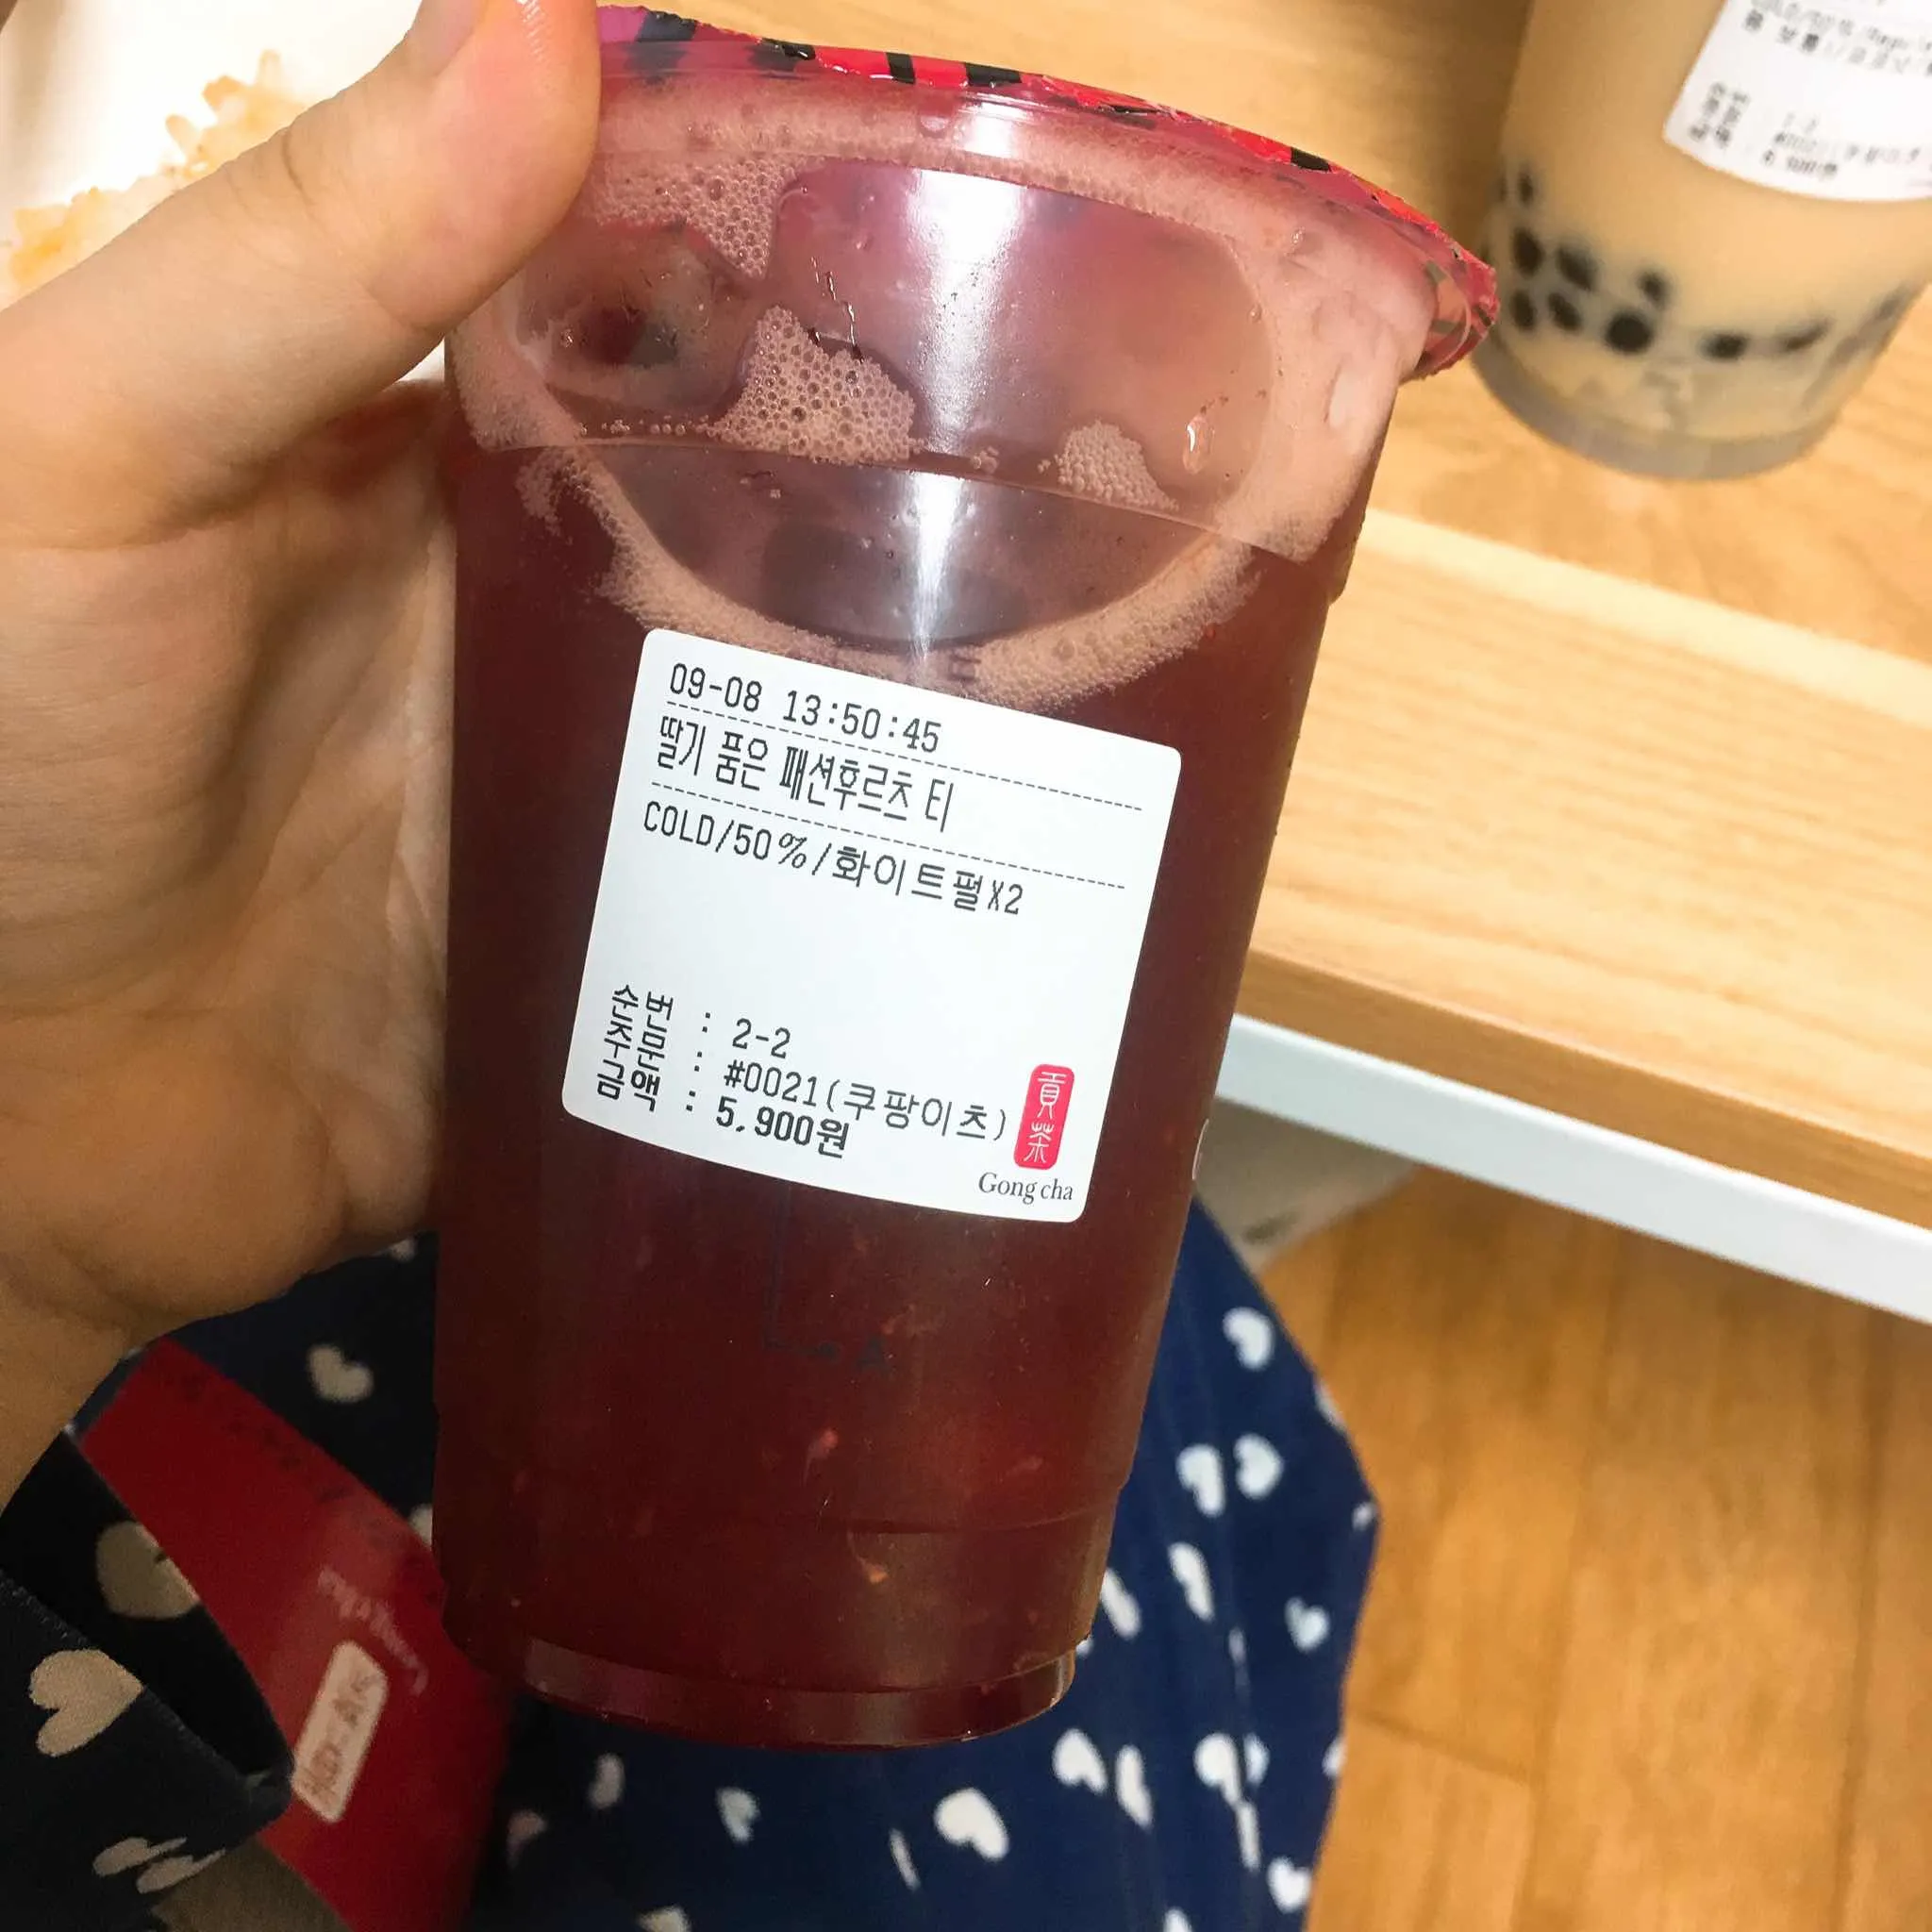 09-08 13:50:45
딸기 품은 패션후르츠 티
COLD/50%/화이트펄X2
순번 : 2-2
주문 : #0021(쿠팡이츠)
금액 : 5,900원
貢茶
Gong cha